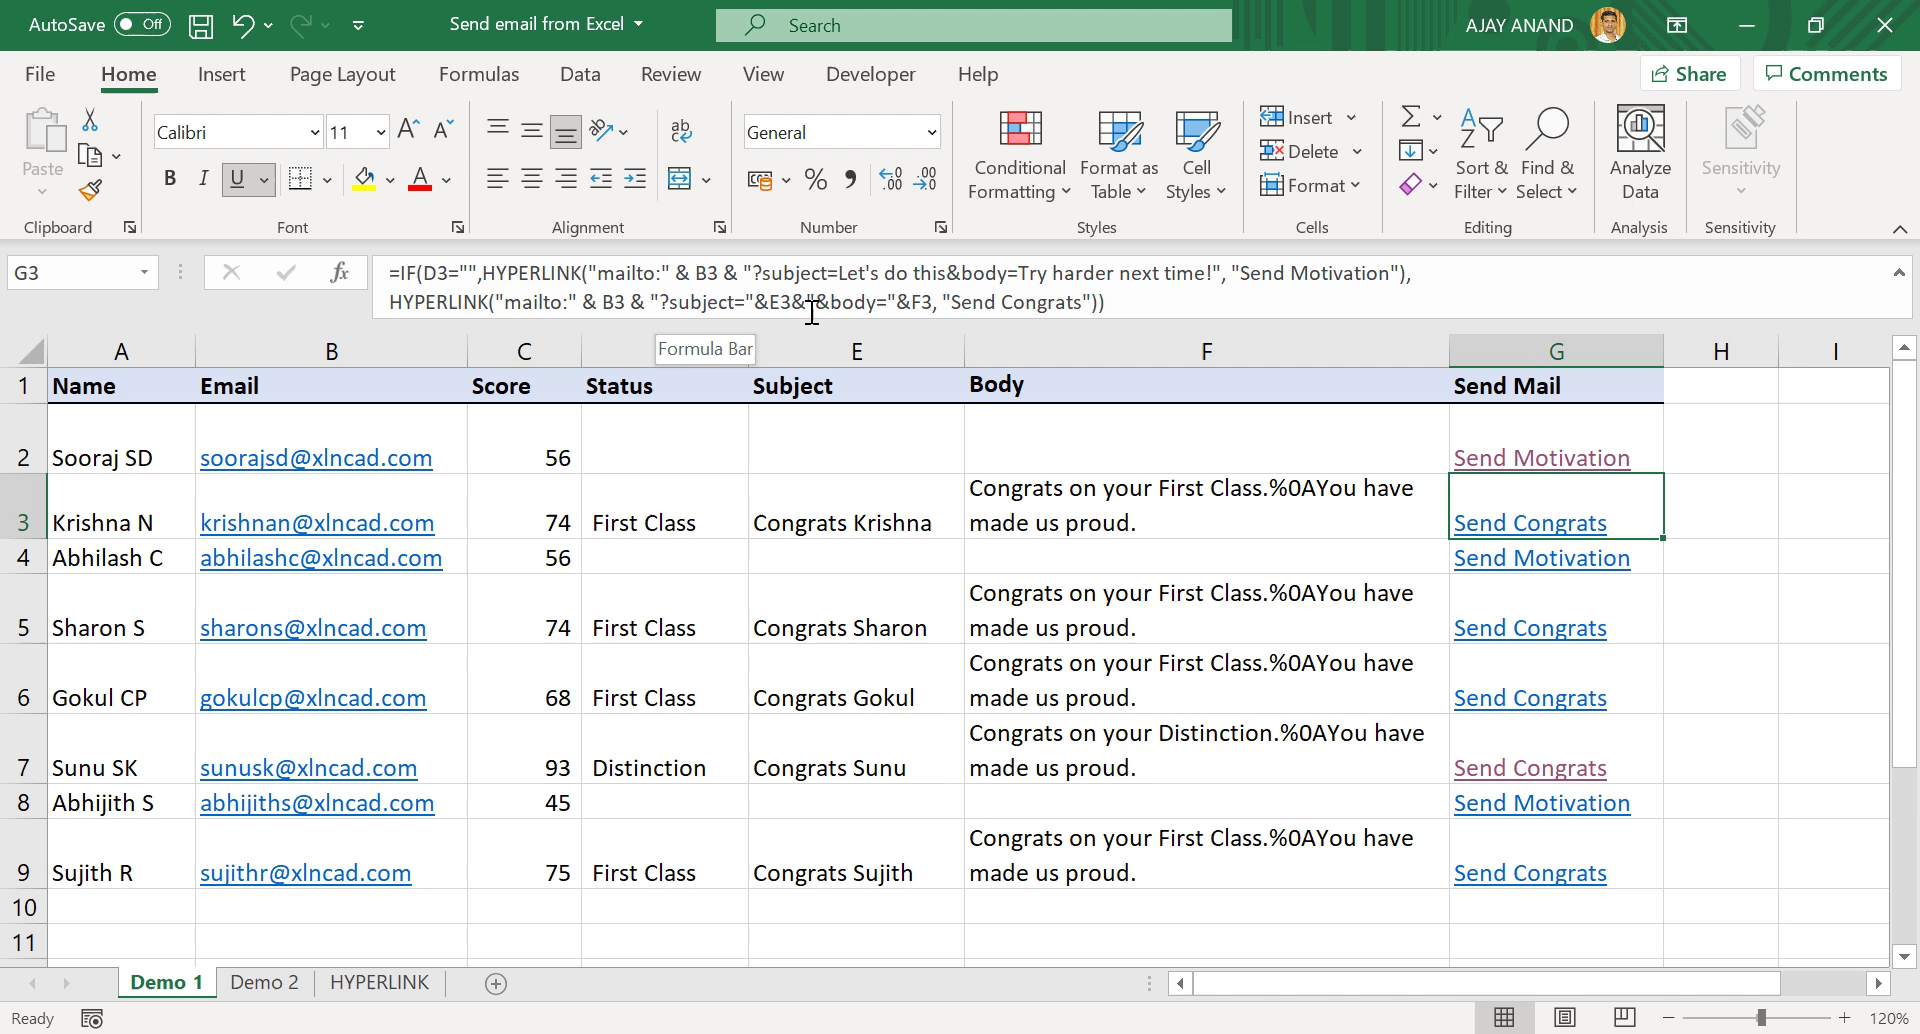 AutoSave Off Send email from Excel Search AJAY ANAND
File Home Insert Page Layout Formulas Data Review View Developer Help Share Comments
Paste
Clipboard
Calibri 11
B I U A
Font
ab
Alignment
General
%
Number
Conditional Formatting
Format as Table
Cell Styles
Styles
Insert
Delete
Format
Cells
Sort & Filter
Find & Select
Editing
Analyze Data
Analysis
Sensitivity
Sensitivity
G3 fx =IF(D3="",HYPERLINK("mailto:" & B3 & "?subject=Let's do this&body=Try harder next time!", "Send Motivation"),
HYPERLINK("mailto:" & B3 & "?subject="&E3&"&body="&F3, "Send Congrats"))
Formula Bar
A B C E F G H I
1 Name Email Score Status Subject Body Send Mail
2 Sooraj SD soorajsd@xlncad.com 56 Send Motivation
Congrats on your First Class.%0AYou have
3 Krishna N krishnan@xlncad.com 74 First Class Congrats Krishna made us proud. Send Congrats
4 Abhilash C abhilashc@xlncad.com 56 Send Motivation
Congrats on your First Class.%0AYou have
5 Sharon S sharons@xlncad.com 74 First Class Congrats Sharon made us proud. Send Congrats
Congrats on your First Class.%0AYou have
6 Gokul CP gokulcp@xlncad.com 68 First Class Congrats Gokul made us proud. Send Congrats
Congrats on your Distinction.%0AYou have
7 Sunu SK sunusk@xlncad.com 93 Distinction Congrats Sunu made us proud. Send Congrats
8 Abhijith S abhijiths@xlncad.com 45 Send Motivation
Congrats on your First Class.%0AYou have
9 Sujith R sujithr@xlncad.com 75 First Class Congrats Sujith made us proud. Send Congrats
10
11
Demo 1 Demo 2 HYPERLINK
Ready 120%